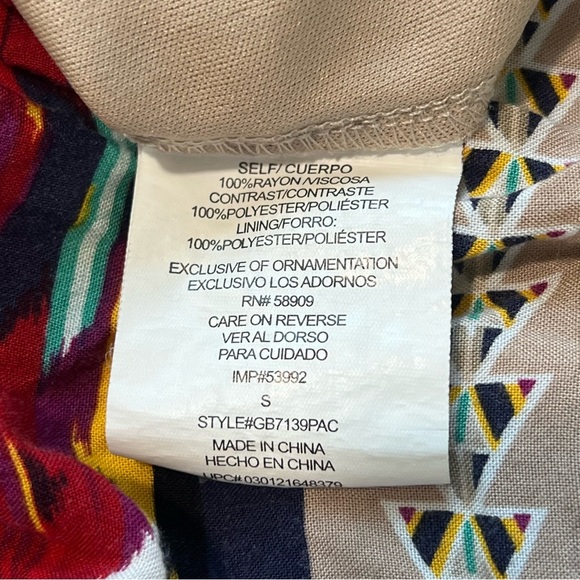 SELF/ CUERPO
100%RAYON/VISCOSA
CONTRAST/CONTRASTE
100%POLYESTER/POLIÉSTER
LINING/FORRO:
100%POLYESTER/POLIÉSTER
EXCLUSIVE OF ORNAMENTATION
EXCLUSIVO LOS ADORNOS
RN# 58909
CARE ON REVERSE
VER AL DORSO
PARA CUIDADO
IMP#53992
S
STYLE#GB7139PAC
MADE IN CHINA
HECHO EN CHINA
UPC# 030121648379